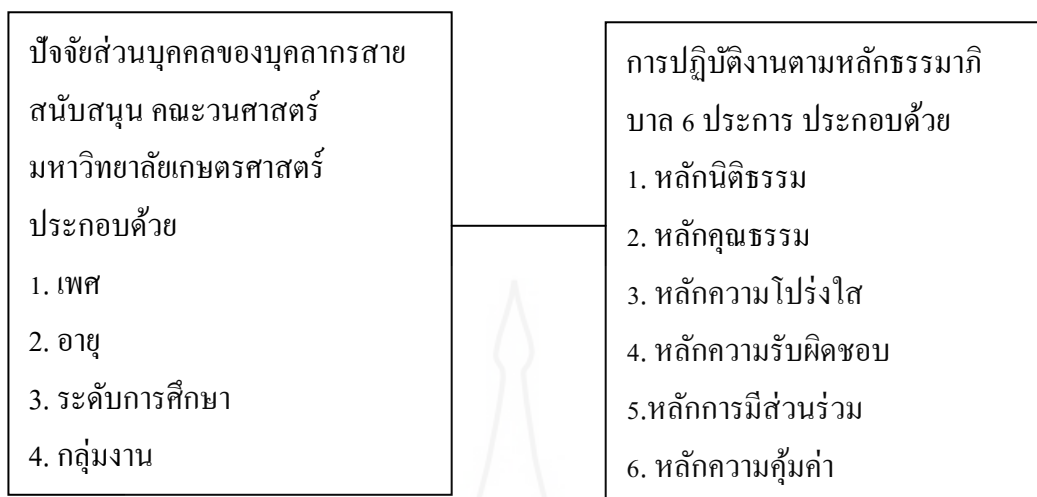 ปัจจัยส่วนบุคคลของบุคลากรสาย
สนับสนุน คณะวนศาสตร์
มหาวิทยาลัยเกษตรศาสตร์
ประกอบด้วย
1. เพศ
2. อายุ
3. ระดับการศึกษา
4. กลุ่มงาน
การปฏิบัติงานตามหลักธรรมาภิ
บาล 6 ประการ ประกอบด้วย
1. หลักนิติธรรม
2. หลักคุณธรรม
3. หลักความโปร่งใส
4. หลักความรับผิดชอบ
5.หลักการมีส่วนร่วม
6. หลักความคุ้มค่า